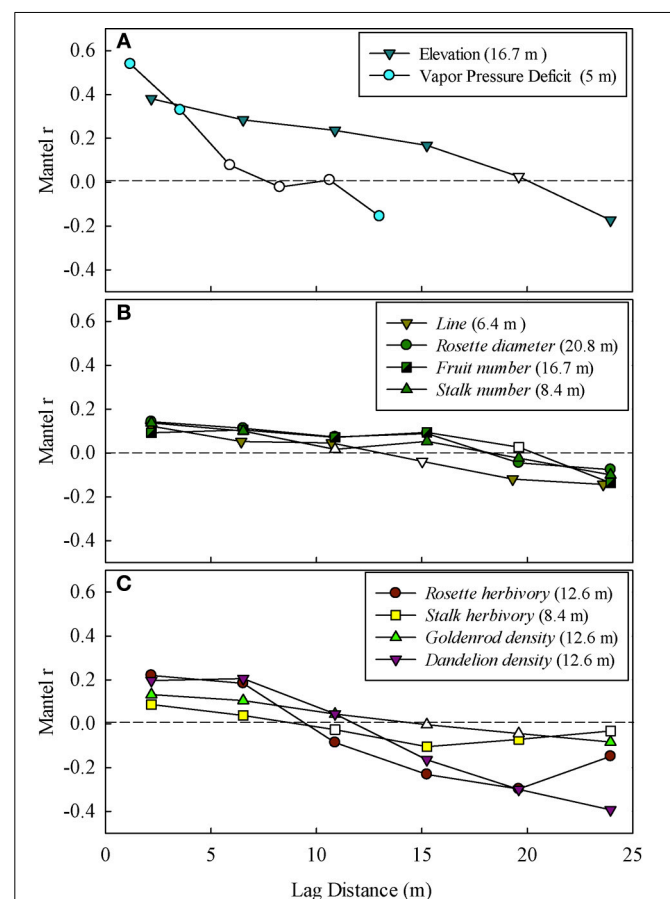 A
Elevation (16.7 m )
Vapor Pressure Deficit (5 m)
0.6
0.4
0.2
0.0
-0.2
-0.4
Mantel r
B
Line (6.4 m )
Rosette diameter (20.8 m)
Fruit number (16.7 m)
Stalk number (8.4 m)
0.6
0.4
0.2
0.0
-0.2
-0.4
Mantel r
C
Rosette herbivory (12.6 m)
Stalk herbivory (8.4 m)
Goldenrod density (12.6 m)
Dandelion density (12.6 m)
0.6
0.4
0.2
0.0
-0.2
-0.4
Mantel r
0 5 10 15 20 25
Lag Distance (m)